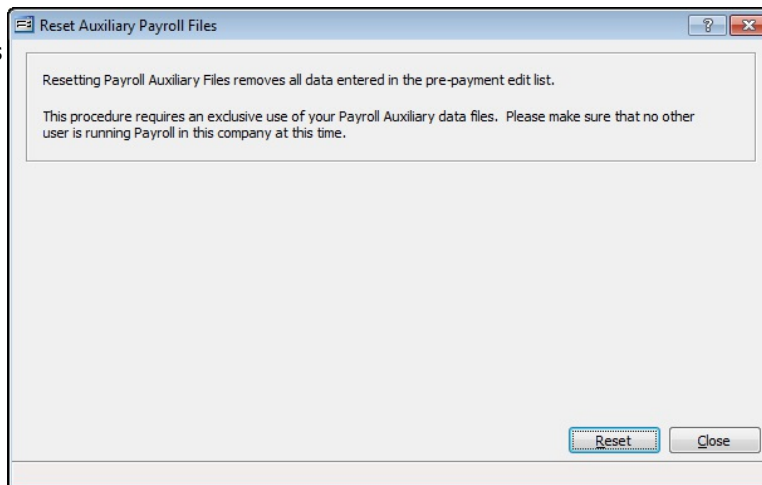 Reset Auxiliary Payroll Files
s
Resetting Payroll Auxiliary Files removes all data entered in the pre-payment edit list.
This procedure requires an exclusive use of your Payroll Auxiliary data files. Please make sure that no other
user is running Payroll in this company at this time.
Reset Close